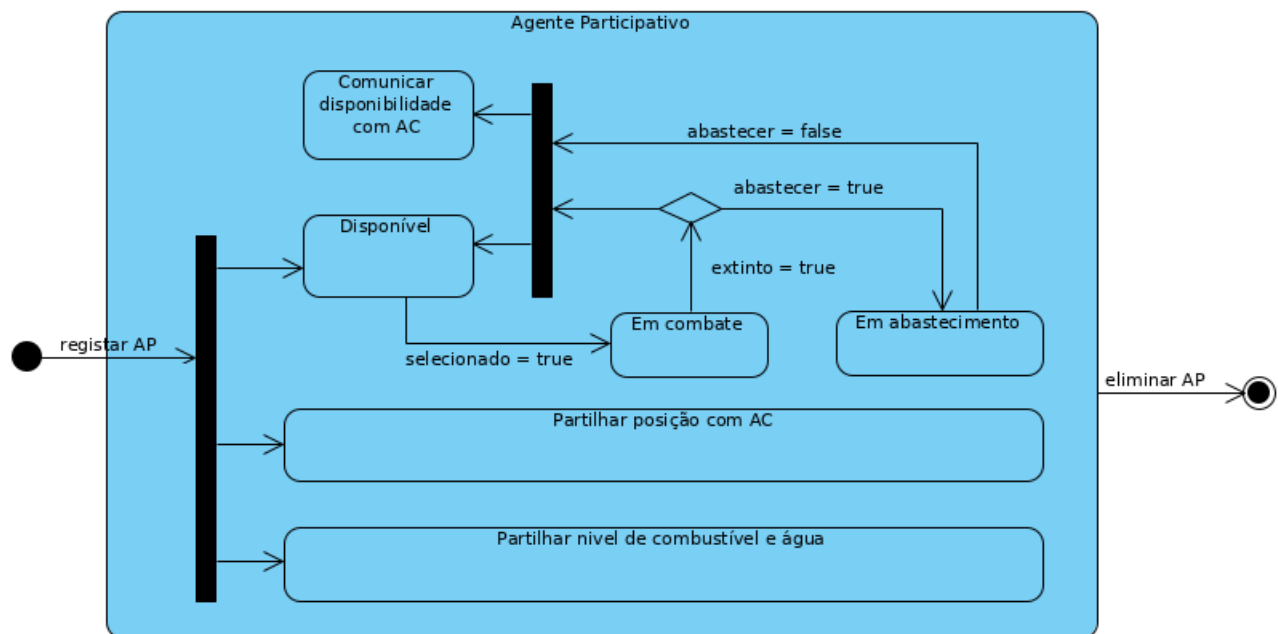 Agente Participativo
Comunicar
disponibilidade
com AC
abastecer = false
abastecer = true
Disponível
extinto = true
Em combate
Em abastecimento
registar AP
selecionado = true
eliminar AP
Partilhar posição com AC
Partilhar nivel de combustível e água